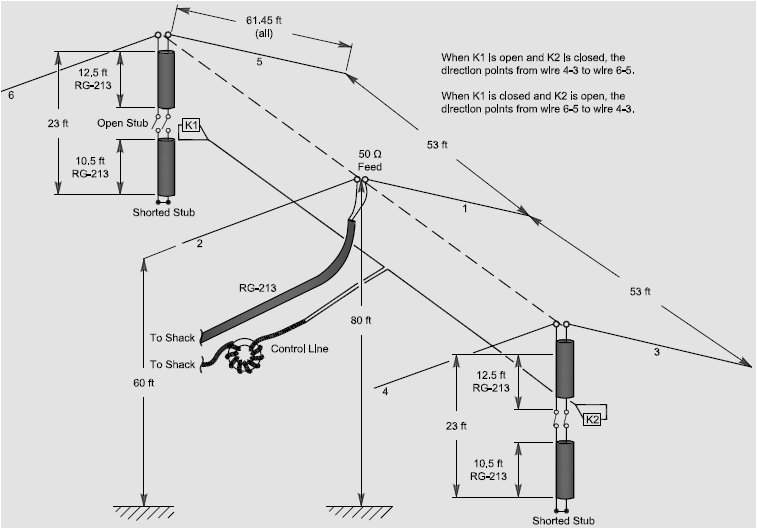 61.45 ft
(all)
When K1 is open and K2 is closed, the
direction points from wire 4-3 to wire 6-5.
When K1 is closed and K2 is open, the
direction points from wire 6-5 to wire 4-3.
5
6
12.5 ft
RG-213
23 ft
Open Stub
K1
10.5 ft
RG-213
Shorted Stub
53 ft
50 Ω
Feed
1
2
RG-213
53 ft
80 ft
To Shack
Control Line
To Shack
60 ft
3
4
12.5 ft
RG-213
K2
23 ft
10.5 ft
RG-213
Shorted Stub